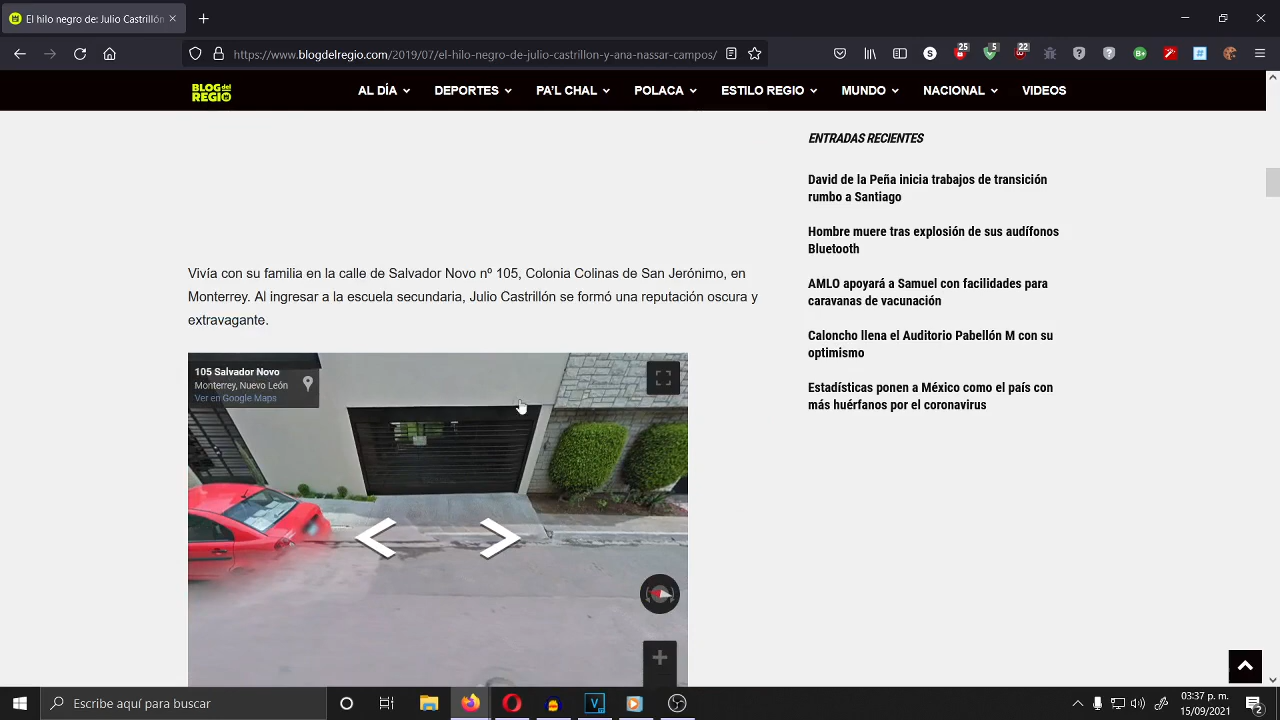 El hilo negro de Julio Castrillón
https://www.blogdelregio.com/2019/07/el-hilo-negro-de-julio-castrillon-y-ana-nassar-campos/
S
25
5
22
B+
#
BLOG del REGIO
AL DÍA
DEPORTES
PA'L CHAL
FOLACA
ESTILO REGIO
MUNDO
NACIONAL
VIDEOS
Vivía con su familia en la calle de Salvador Novo nº 105, Colonia Colinas de San Jerónimo, en
Monterrey. Al ingresar a la escuela secundaria, Julio Castrillón se formó una reputación oscura y
extravagante.
105 Salvador Novo
Monterrey, Nuevo León
Ver en Google Maps
ENTRADAS RECIENTES
David de la Peña inicia trabajos de transición
rumbo a Santiago
Hombre muere tras explosión de sus audífonos
Bluetooth
AMLO apoyará a Samuel con facilidades para
caravanas de vacunación
Caloncho llena el Auditorio Pabellón M con su
optimismo
Estadísticas ponen a México como el país con
más huérfanos por el coronavirus
Escribe aquí para buscar
V
03:37 p. m.
15/09/2021
2